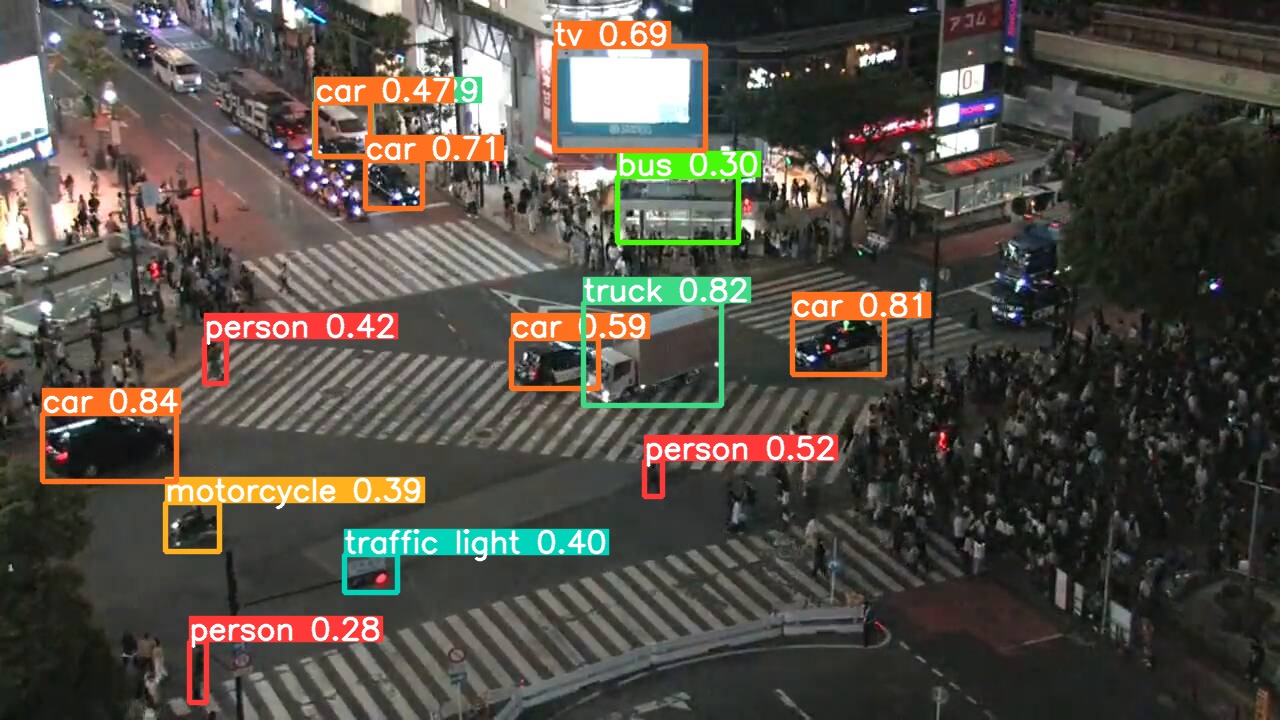 tv 0.69
アコム
car 0.47
9
car 0.71
bus 0.30
truck 0.82
car 0.81
person 0.42
car 0.59
car 0.84
person 0.52
motorcycle 0.39
traffic light 0.40
person 0.28